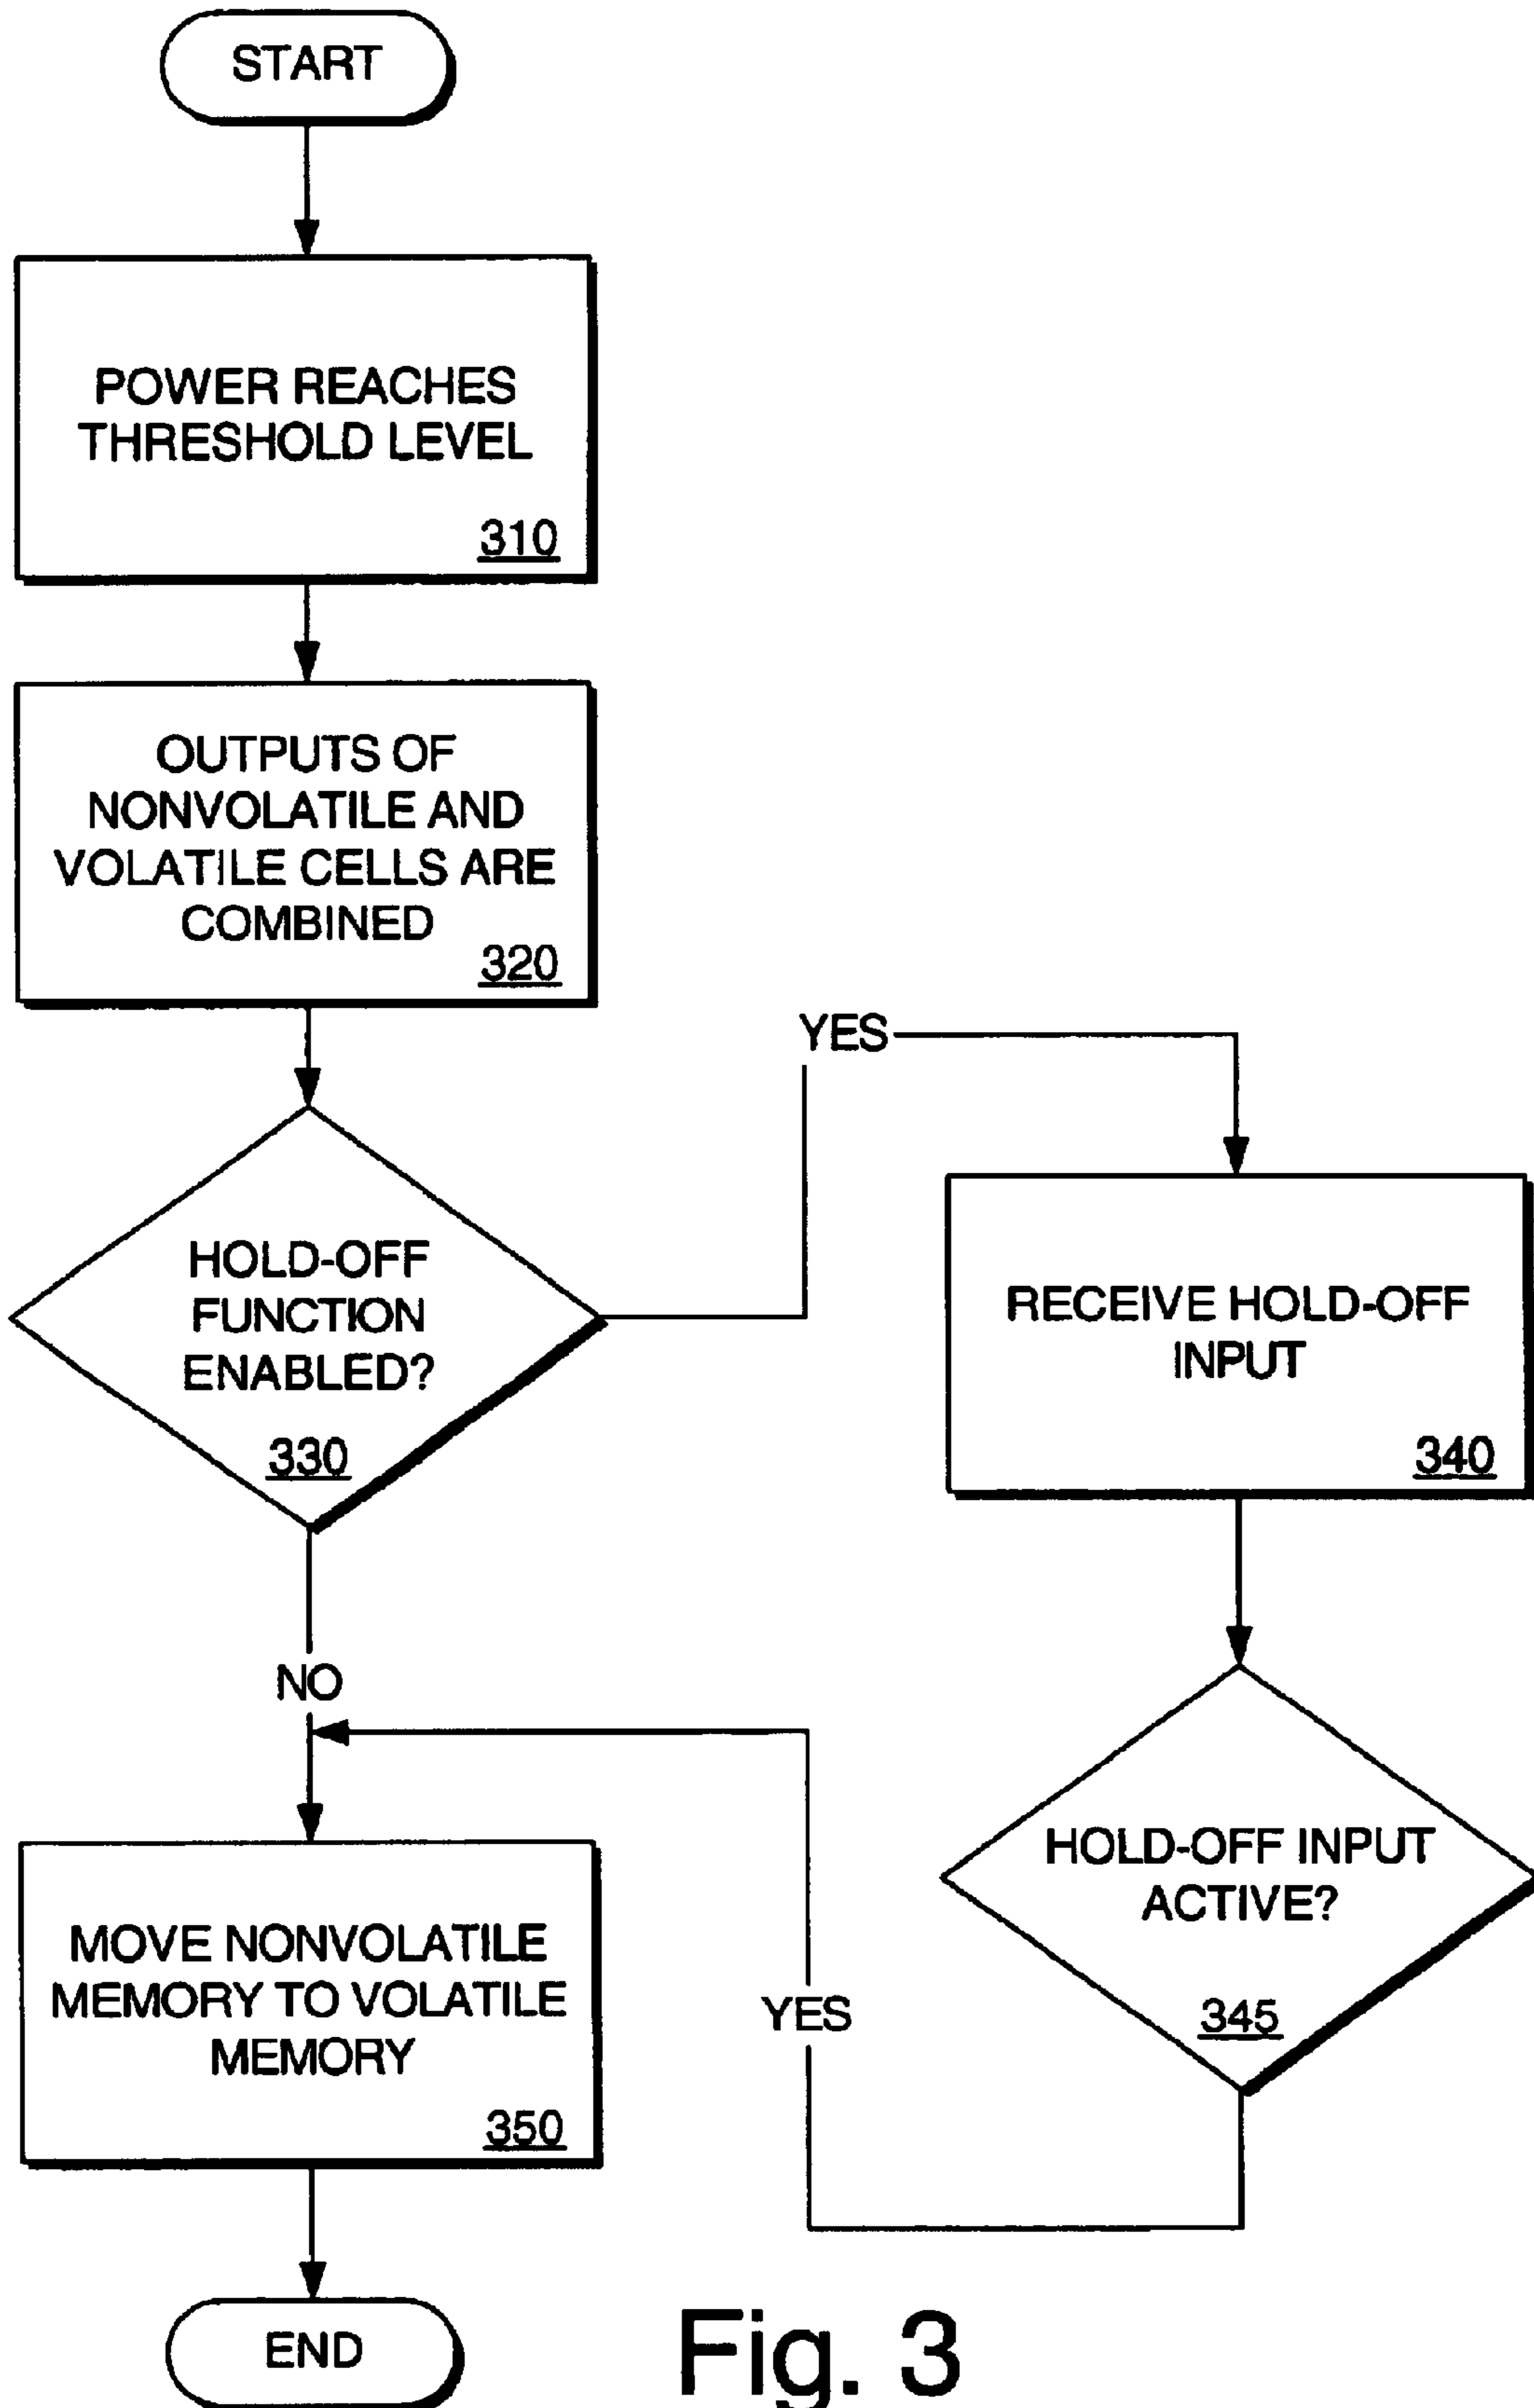 START
POWER REACHES
THRESHOLD LEVEL
310
OUTPUTS OF
NONVOLATILE AND
VOLATILE CELLS ARE
COMBINED
320
YES
HOLD-OFF
FUNCTION
ENABLED?
330
RECEIVE HOLD-OFF
INPUT
340
NO
HOLD-OFF INPUT
ACTIVE?
345
YES
MOVE NONVOLATILE
MEMORY TO VOLATILE
MEMORY
350
END
Fig. 3